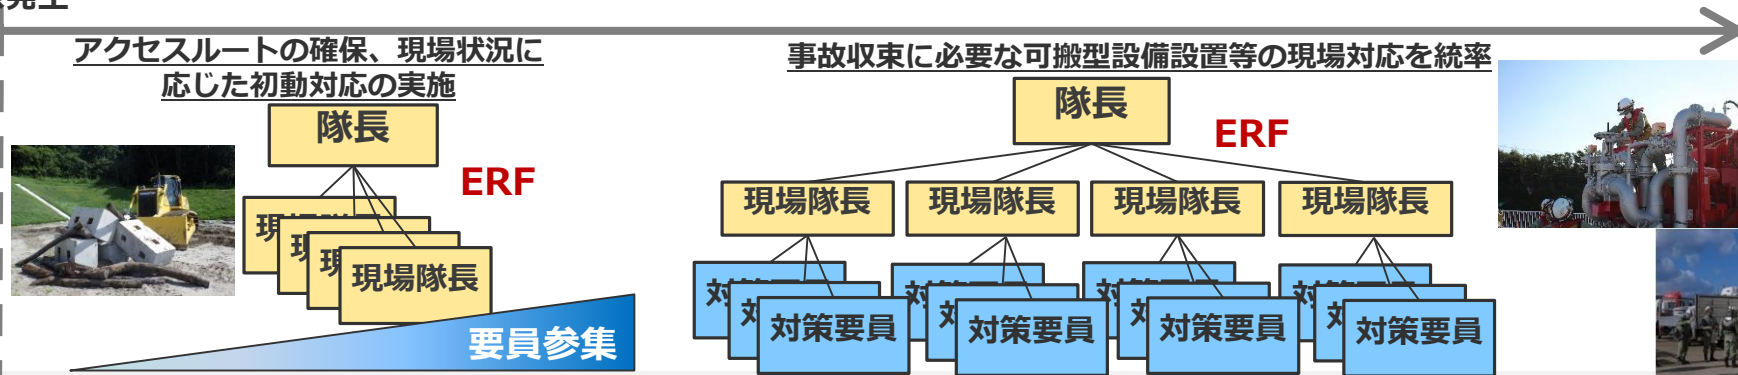 アクセスルートの確保、現場状況に
応じた初動対応の実施
隊長
ERF
現場隊長
要員参集
事故収束に必要な可搬型設備設置等の現場対応を統率
隊長
ERF
現場隊長
現場隊長
現場隊長
現場隊長
対策要員
対策要員
対策要員
対策要員